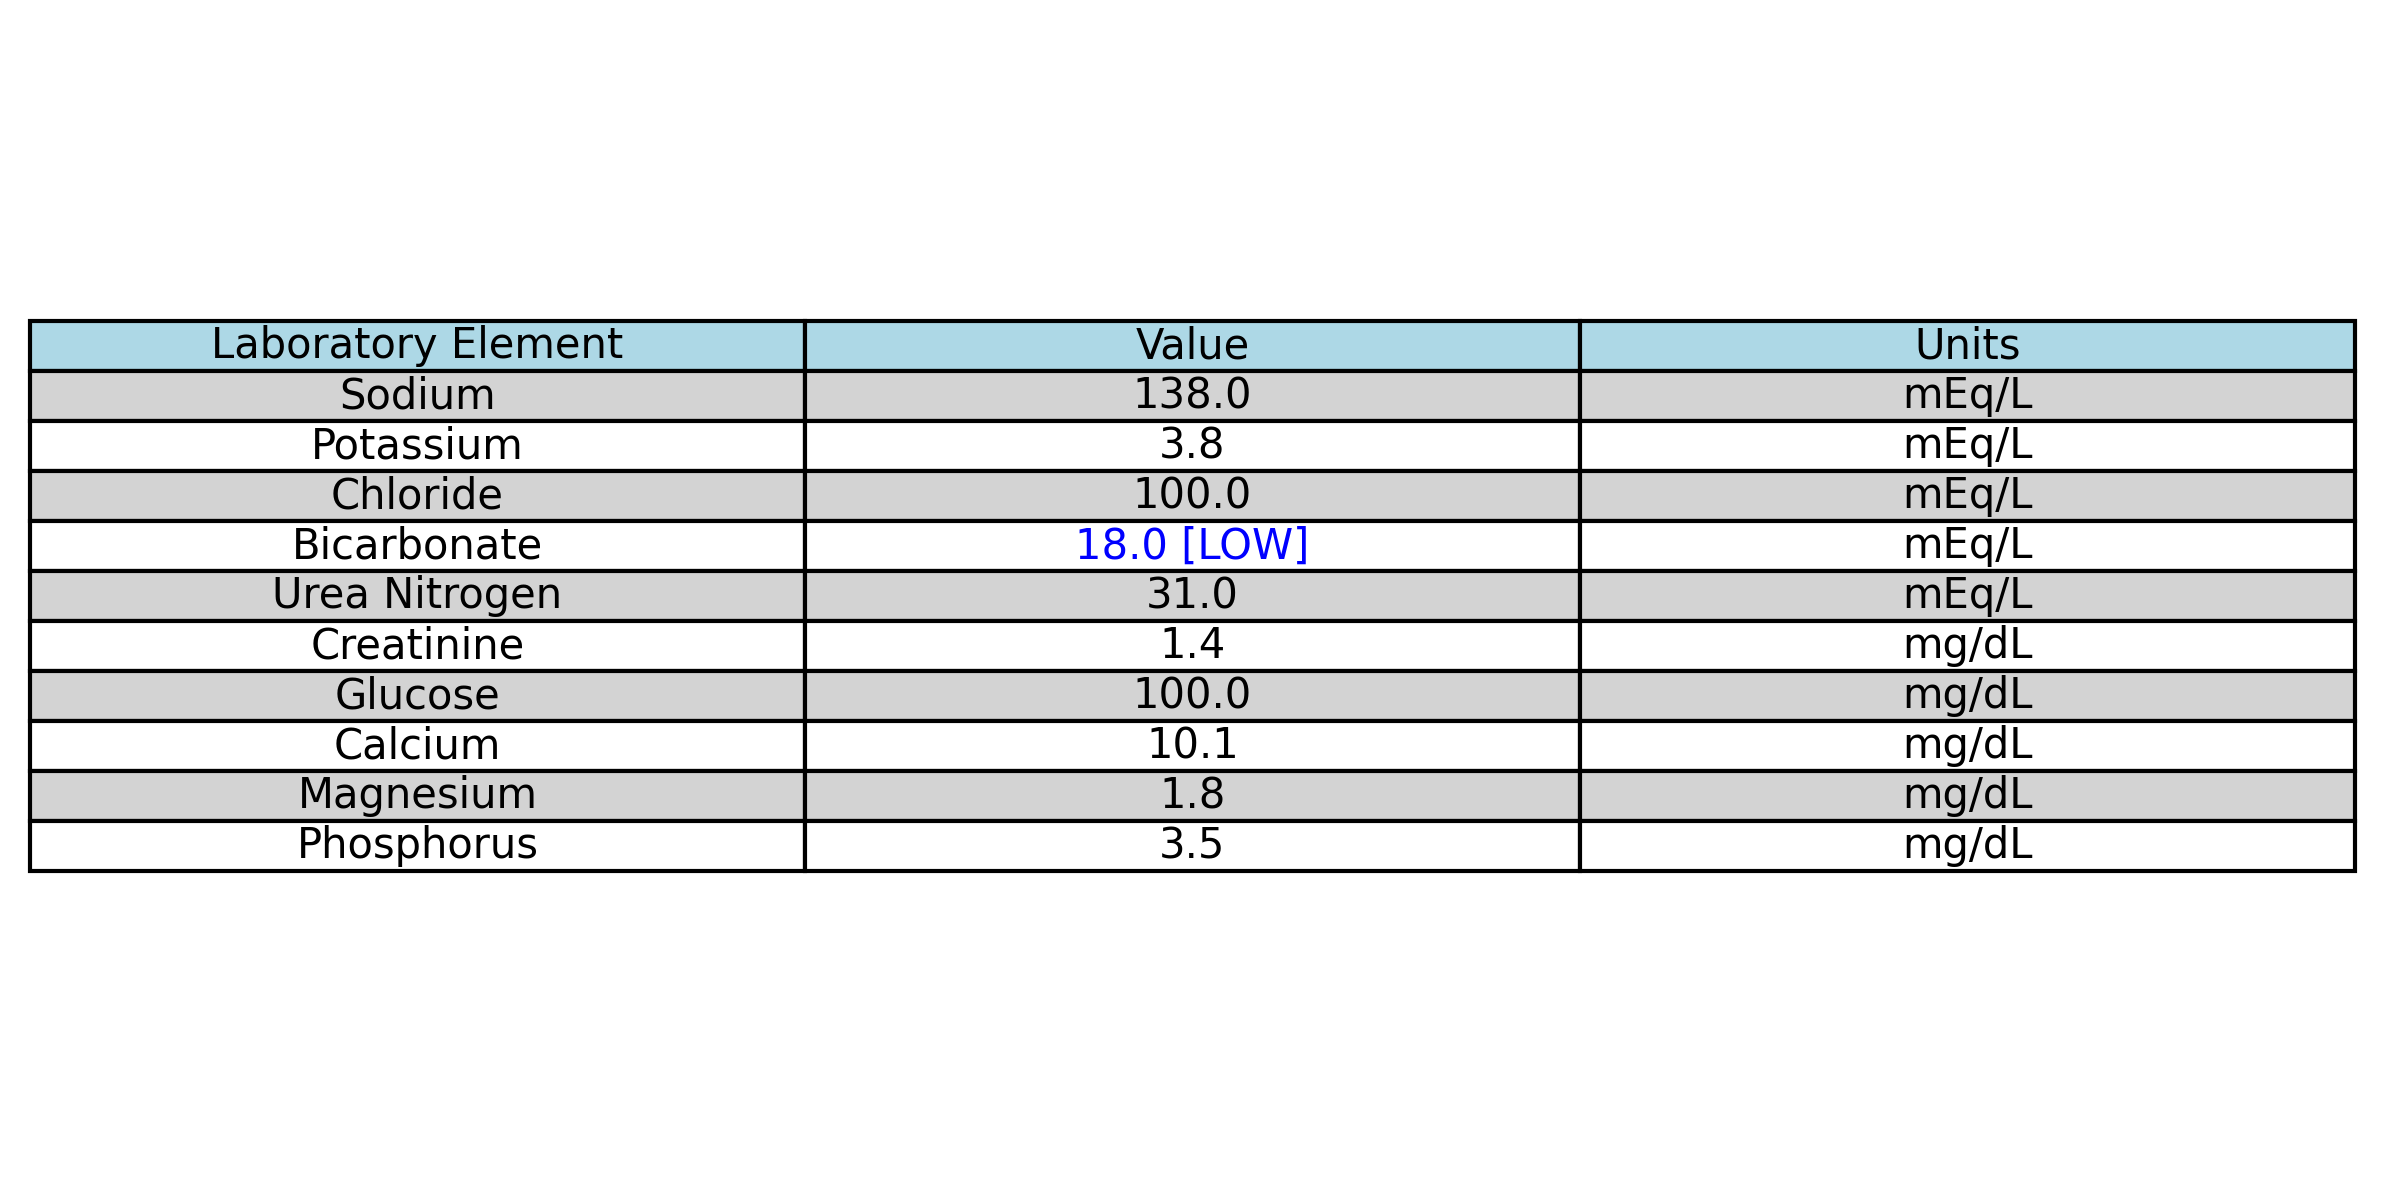 Laboratory Element Value Units
Sodium 138.0 mEq/L
Potassium 3.8 mEq/L
Chloride 100.0 mEq/L
Bicarbonate 18.0 [LOW] mEq/L
Urea Nitrogen 31.0 mEq/L
Creatinine 1.4 mg/dL
Glucose 100.0 mg/dL
Calcium 10.1 mg/dL
Magnesium 1.8 mg/dL
Phosphorus 3.5 mg/dL